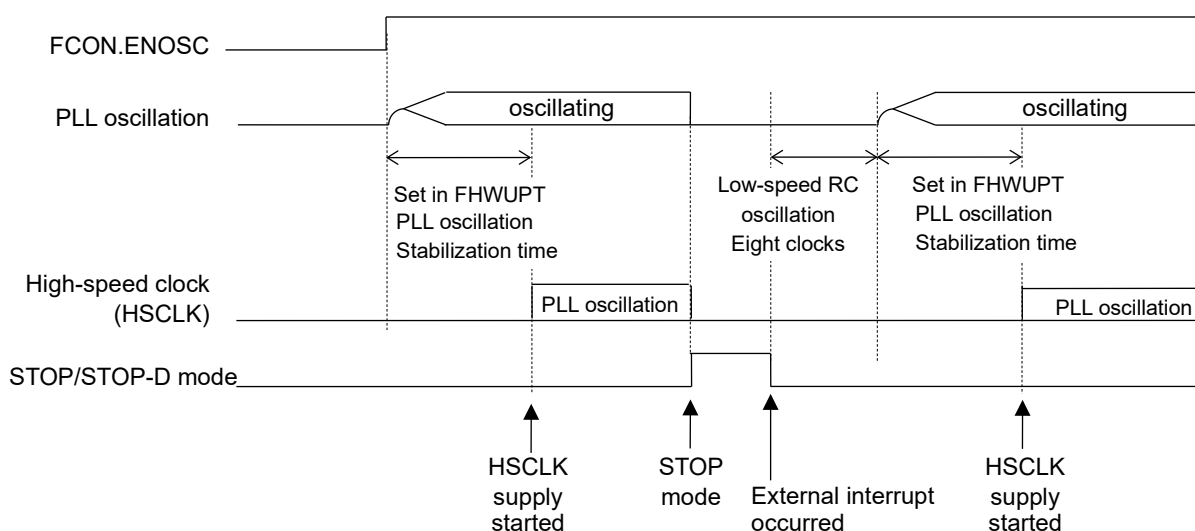 FCON.ENOSC
PLL oscillation
oscillating
oscillating
Set in FHWUPT
PLL oscillation
Stabilization time
Low-speed RC
oscillation
Eight clocks
Set in FHWUPT
PLL oscillation
Stabilization time
High-speed clock
(HSCLK)
PLL oscillation
PLL oscillation
STOP/STOP-D mode
HSCLK
supply
started
STOP
mode
External interrupt
occurred
HSCLK
supply
started